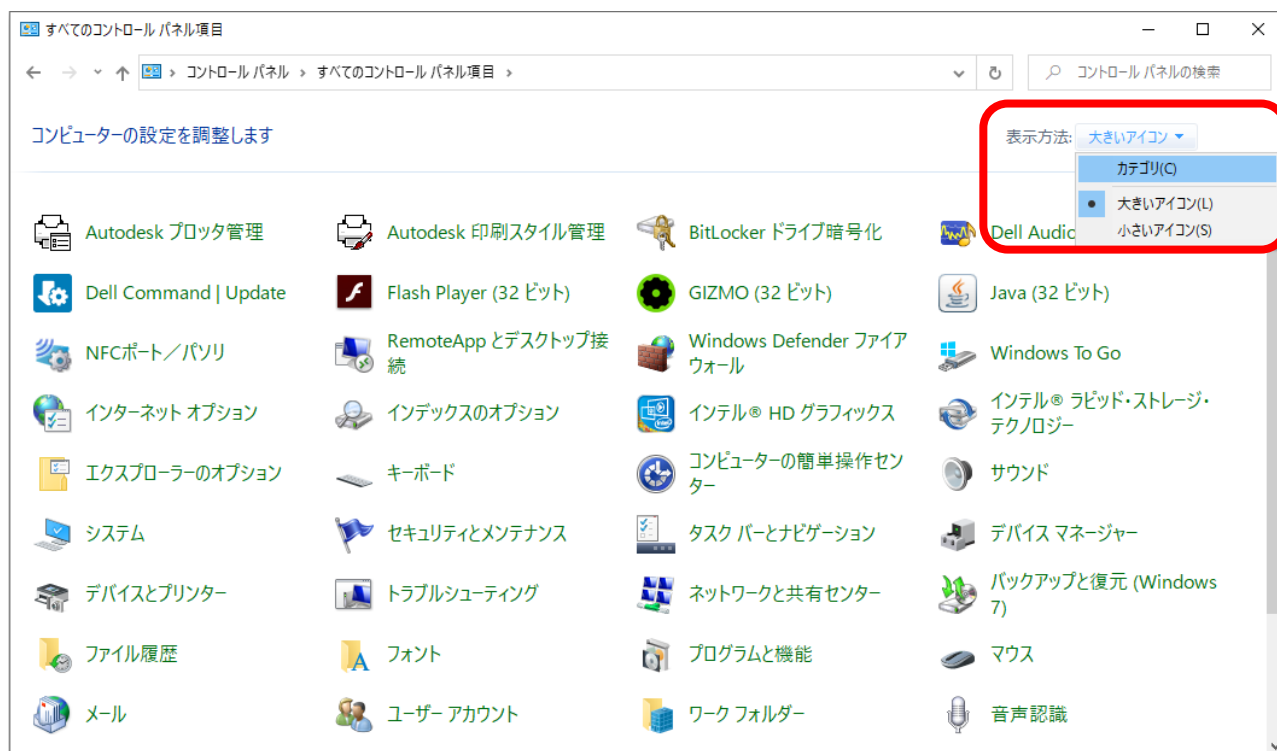 すべてのコントロール パネル項目
コントロール パネル › すべてのコントロール パネル項目 ›
コントロール パネルの検索
コンピューターの設定を調整します
表示方法: 大きいアイコン
カテゴリ(C)
大きいアイコン(L)
小さいアイコン(S)
Autodesk プロッタ管理
Autodesk 印刷スタイル管理
BitLocker ドライブ暗号化
Dell Audio
Dell Command | Update
Flash Player (32 ビット)
GIZMO (32 ビット)
Java (32 ビット)
NFCポート／パソリ
RemoteApp とデスクトップ接
続
Windows Defender ファイア
ウォール
Windows To Go
インターネット オプション
インデックスのオプション
インテル® HD グラフィックス
インテル® ラピッド・ストレージ・
テクノロジー
エクスプローラーのオプション
キーボード
コンピューターの簡単操作セン
ター
サウンド
システム
セキュリティとメンテナンス
タスク バーとナビゲーション
デバイス マネージャー
デバイスとプリンター
トラブルシューティング
ネットワークと共有センター
バックアップと復元 (Windows
7)
ファイル履歴
フォント
プログラムと機能
マウス
メール
ユーザー アカウント
ワーク フォルダー
音声認識